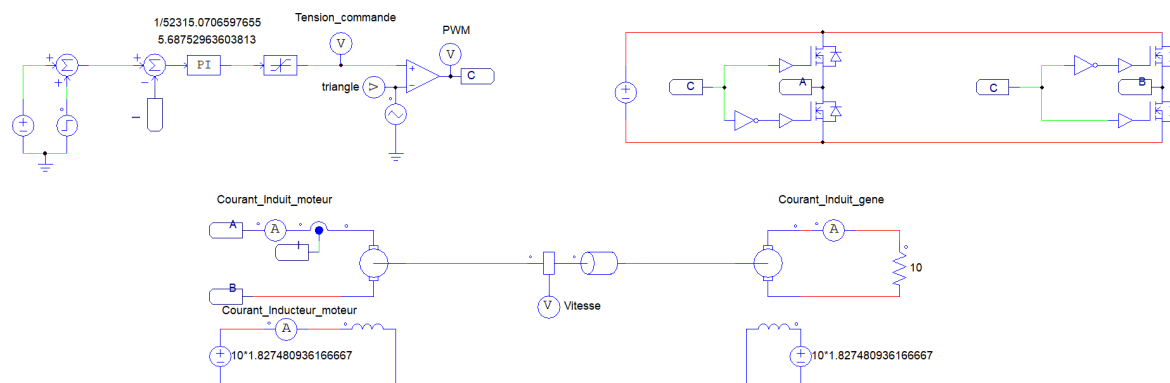 1/52315.0706597655
5.68752963603813
Tension_commande
PWM
V
V
PI
C
triangle
V
I
C
A
C
B
Courant_Induit_moteur
Courant_Induit_gene
A
A
A
I
10
B
V
Vitesse
Courant_Inducteur_moteur
A
10*1.827480936166667
10*1.827480936166667